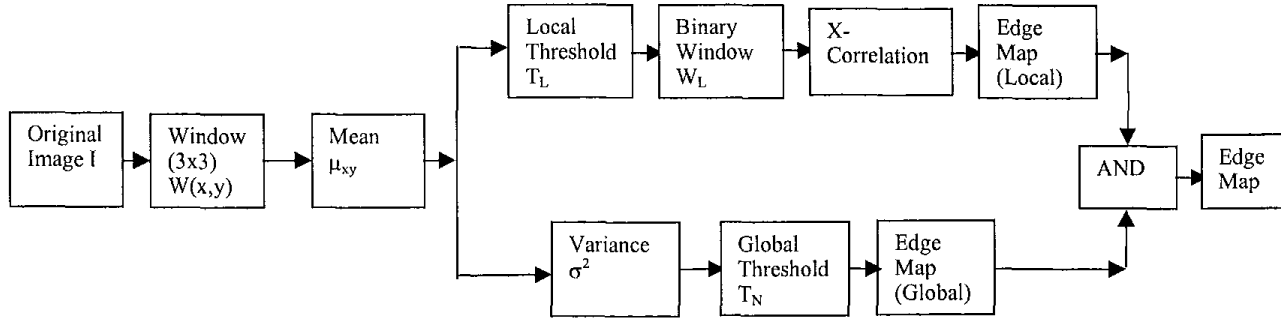 Original
Image I
Window
(3x3)
W(x,y)
Mean
μxy
Local
Threshold
TL
Binary
Window
WL
X-
Correlation
Edge
Map
(Local)
Variance
σ²
Global
Threshold
TN
Edge
Map
(Global)
AND
Edge
Map